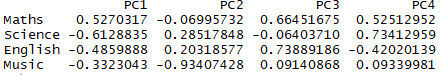 PC1 PC2 PC3 PC4
Maths 0.5270317 -0.06995732 0.66451675 0.52512952
Science -0.6128835 0.28517848 -0.06403710 0.73412959
English -0.4859888 0.20318577 0.73889186 -0.42020139
Music -0.3323043 -0.93407428 0.09140868 0.09339981